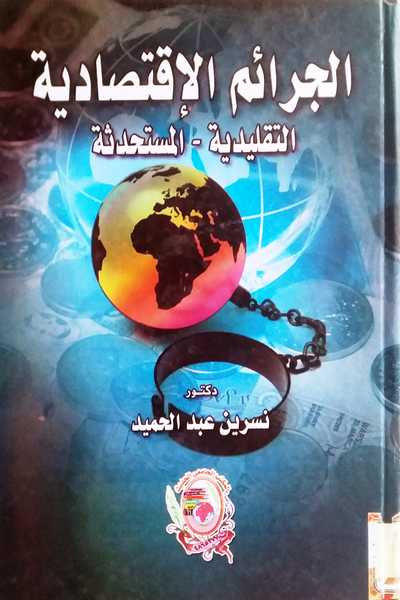 الجرائم الإقتصادية
التقليدية - المستحدثة
دكتور
نسرين عبد الحميد